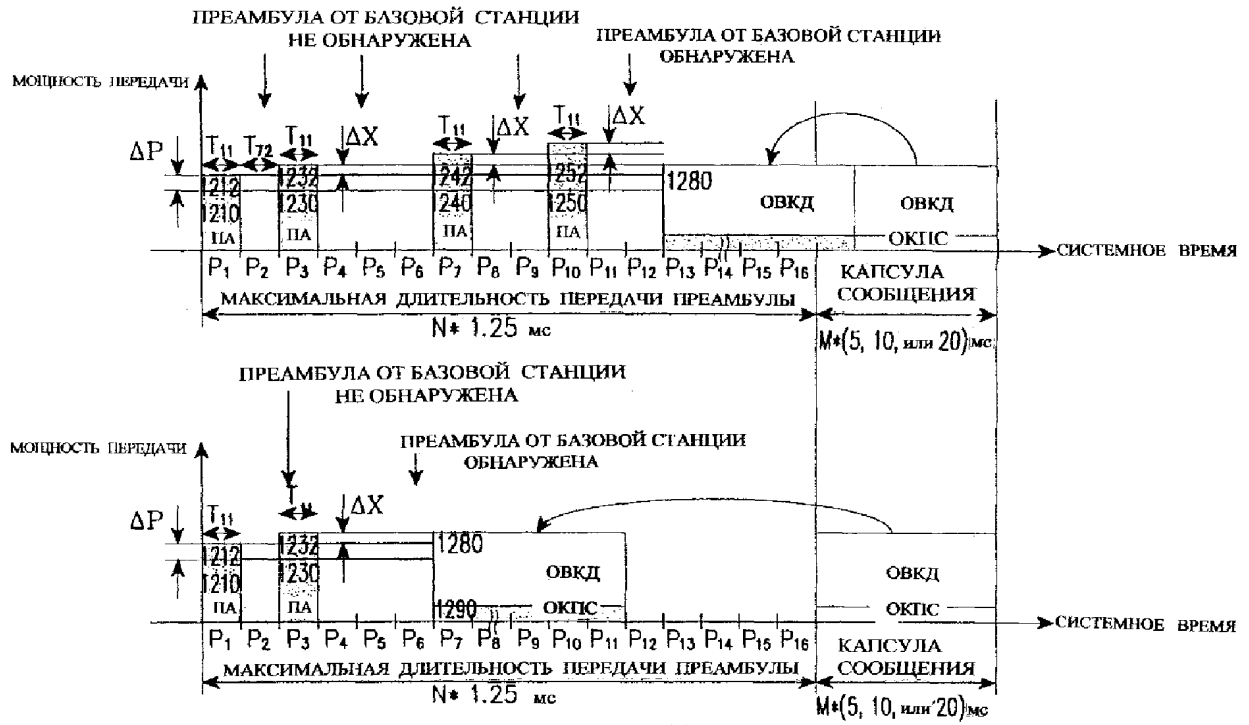 ПРЕАМБУЛА ОТ БАЗОВОЙ СТАНЦИИ
НЕ ОБНАРУЖЕНА
ПРЕАМБУЛА ОТ БАЗОВОЙ СТАНЦИИ
ОБНАРУЖЕНА
МОЩНОСТЬ ПЕРЕДАЧИ
ΔP T11 T72 T11 ΔX T11 ΔX T11 ΔX
1212 1232 242 252 1280
1210 1230 240 1250 ОВКД ОВКД
ПА ПА ПА ПА ОКПС
СИСТЕМНОЕ ВРЕМЯ
P1 P2 P3 P4 P5 P6 P7 P8 P9 P10 P11 P12 P13 P14 P15 P16
КАПСУЛА
СООБЩЕНИЯ
МАКСИМАЛЬНАЯ ДЛИТЕЛЬНОСТЬ ПЕРЕДАЧИ ПРЕАМБУЛЫ
N* 1.25 мс
M*(5, 10, или 20)мс
ПРЕАМБУЛА ОТ БАЗОВОЙ СТАНЦИИ
НЕ ОБНАРУЖЕНА
ПРЕАМБУЛА ОТ БАЗОВОЙ СТАНЦИИ
ОБНАРУЖЕНА
МОЩНОСТЬ ПЕРЕДАЧИ
ΔP T11 ΔX
1212 1232 1280
1210 1230 ОВКД ОВКД
ПА ПА 1290 ОКПС ОКПС
СИСТЕМНОЕ ВРЕМЯ
P1 P2 P3 P4 P5 P6 P7 P8 P9 P10 P11 P12 P13 P14 P15 P16
КАПСУЛА
СООБЩЕНИЯ
МАКСИМАЛЬНАЯ ДЛИТЕЛЬНОСТЬ ПЕРЕДАЧИ ПРЕАМБУЛЫ
N* 1.25 мс
M*(5, 10, или 20)мс